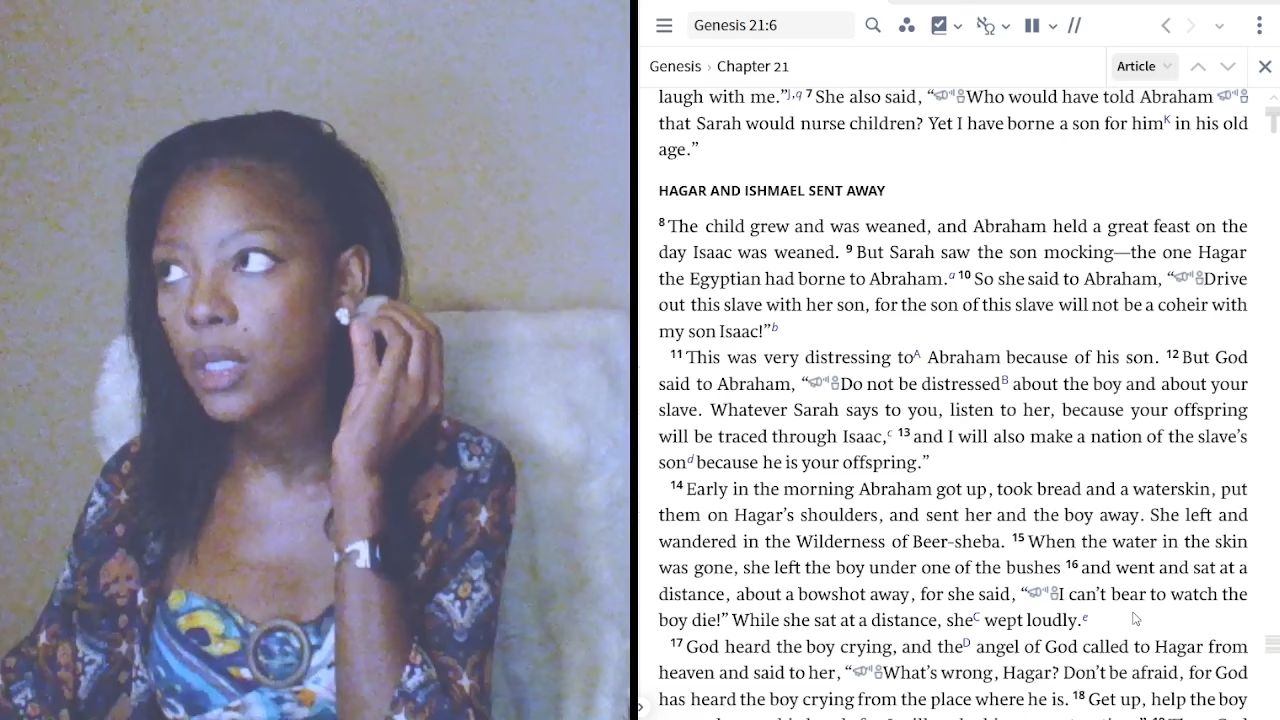 Genesis 21:6
Genesis › Chapter 21
Article
laugh with me.”J,q 7 She also said, “Who would have told Abraham
that Sarah would nurse children? Yet I have borne a son for himK in his old
age.”
HAGAR AND ISHMAEL SENT AWAY
8 The child grew and was weaned, and Abraham held a great feast on the
day Isaac was weaned. 9 But Sarah saw the son mocking—the one Hagar
the Egyptian had borne to Abraham.a 10 So she said to Abraham, “Drive
out this slave with her son, for the son of this slave will not be a coheir with
my son Isaac!”b
11 This was very distressing toA Abraham because of his son. 12 But God
said to Abraham, “Do not be distressedB about the boy and about your
slave. Whatever Sarah says to you, listen to her, because your offspring
will be traced through Isaac,c 13 and I will also make a nation of the slave’s
sond because he is your offspring.”
14 Early in the morning Abraham got up, took bread and a waterskin, put
them on Hagar’s shoulders, and sent her and the boy away. She left and
wandered in the Wilderness of Beer-sheba. 15 When the water in the skin
was gone, she left the boy under one of the bushes 16 and went and sat at a
distance, about a bowshot away, for she said, “I can’t bear to watch the
boy die!” While she sat at a distance, sheC wept loudly.e
17 God heard the boy crying, and theD angel of God called to Hagar from
heaven and said to her, “What’s wrong, Hagar? Don’t be afraid, for God
has heard the boy crying from the place where he is. 18 Get up, help the boy